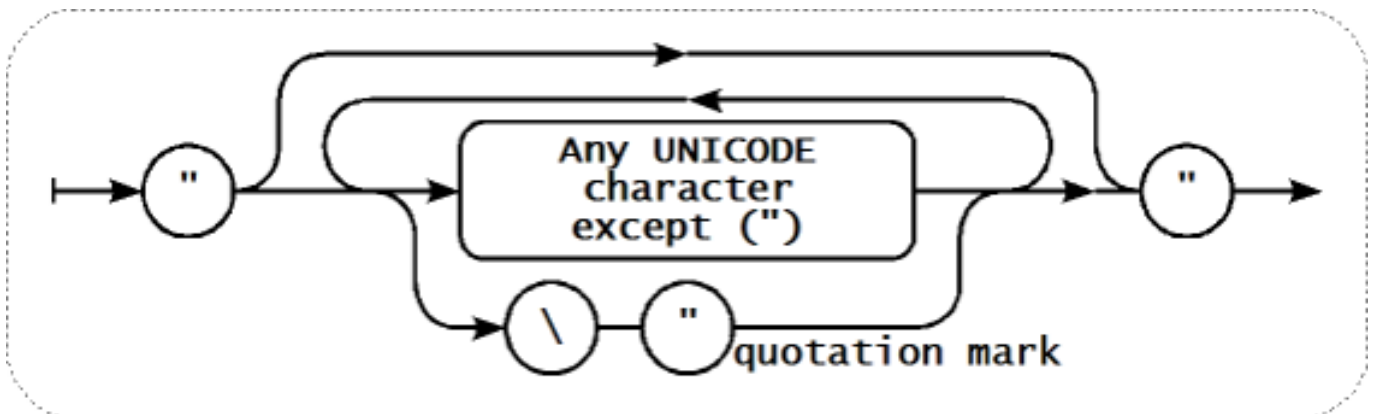 "
Any UNICODE
character
except (")
"
\
"
quotation mark